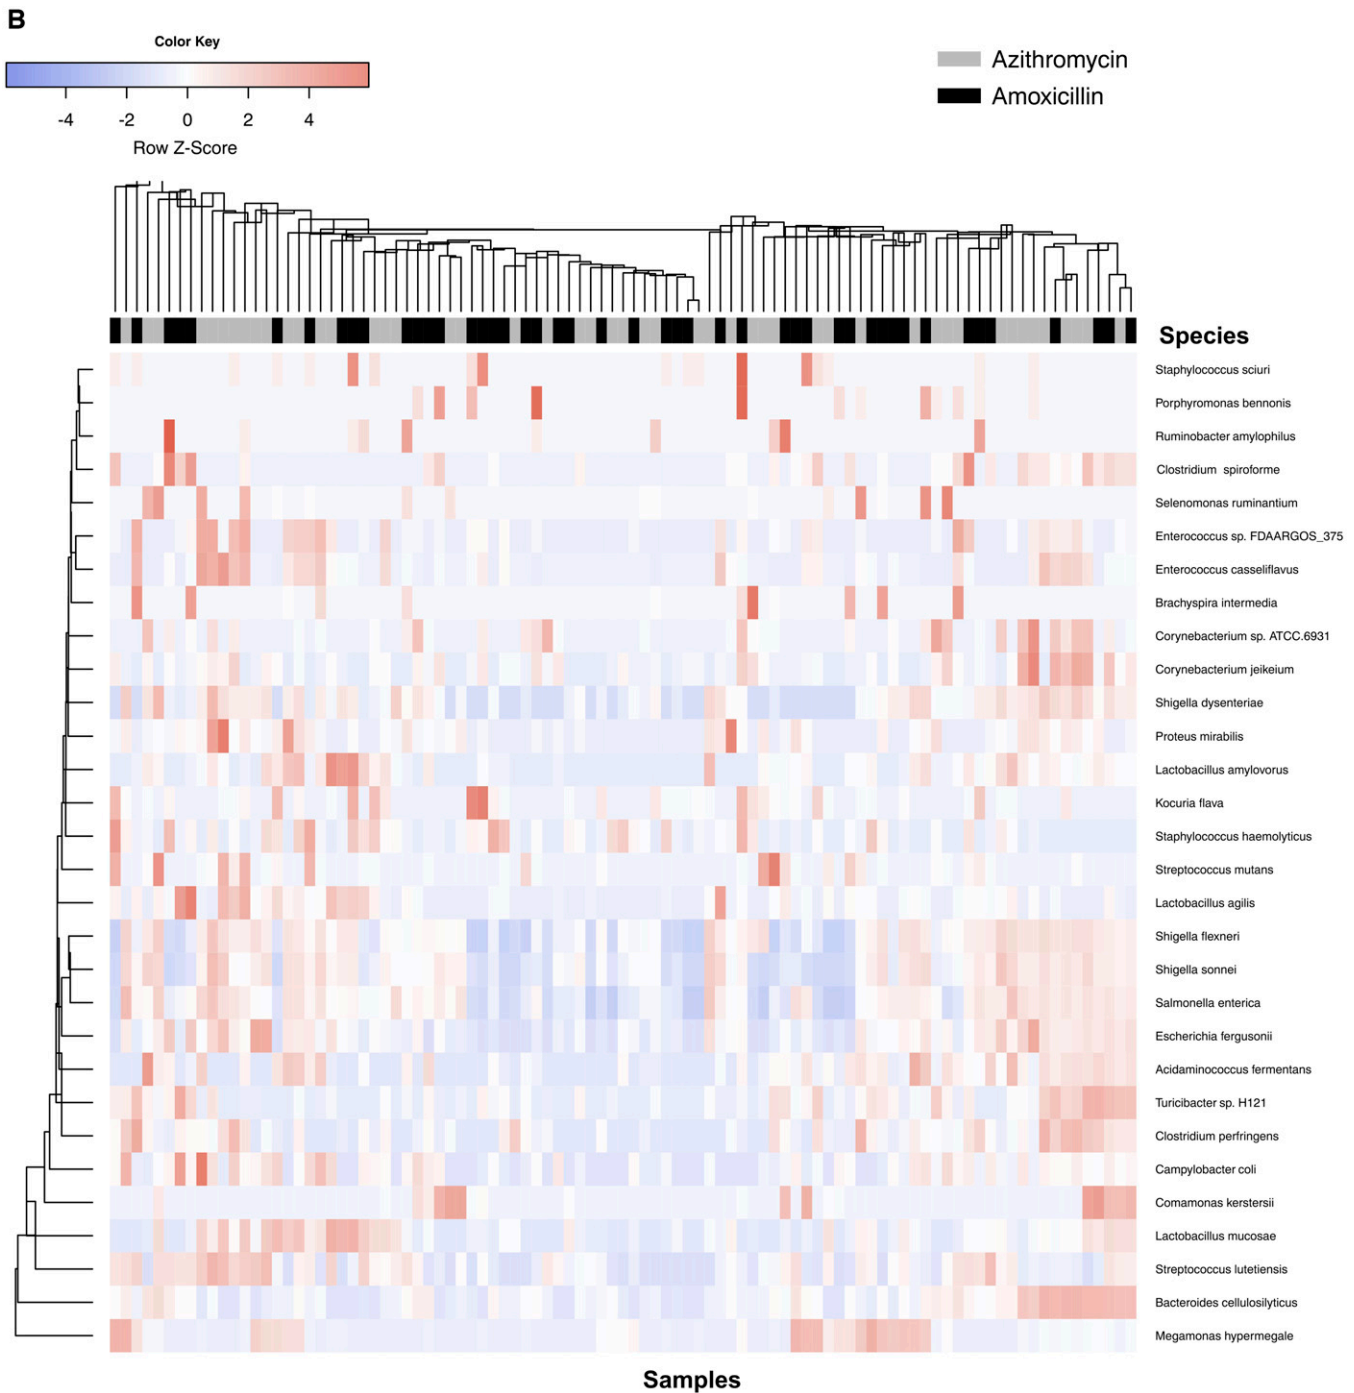 B
Color Key
-4 -2 0 2 4
Row Z-Score
Azithromycin
Amoxicillin
Species
Staphylococcus sciuri
Porphyromonas bennonis
Ruminobacter amylophilus
Clostridium spiroforme
Selenomonas ruminantium
Enterococcus sp. FDAARGOS_375
Enterococcus casseliflavus
Brachyspira intermedia
Corynebacterium sp. ATCC.6931
Corynebacterium jeikeium
Shigella dysenteriae
Proteus mirabilis
Lactobacillus amylovorus
Kocuria flava
Staphylococcus haemolyticus
Streptococcus mutans
Lactobacillus agilis
Shigella flexneri
Shigella sonnei
Salmonella enterica
Escherichia fergusonii
Acidaminococcus fermentans
Turicibacter sp. H121
Clostridium perfringens
Campylobacter coli
Comamonas kerstersii
Lactobacillus mucosae
Streptococcus lutetiensis
Bacteroides cellulosilyticus
Megamonas hypermegale
Samples